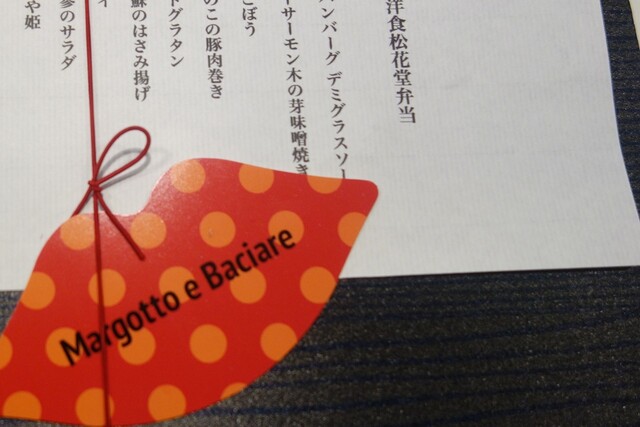 洋食松花堂弁当
ンバーグ デミグラスソー
ーサーモン木の芽味噌焼き
ごぼう
のこの豚肉巻き
トグラタン
蘇のはさみ揚げ
イ
参のサラダ
や姫
Margotto e Baciare